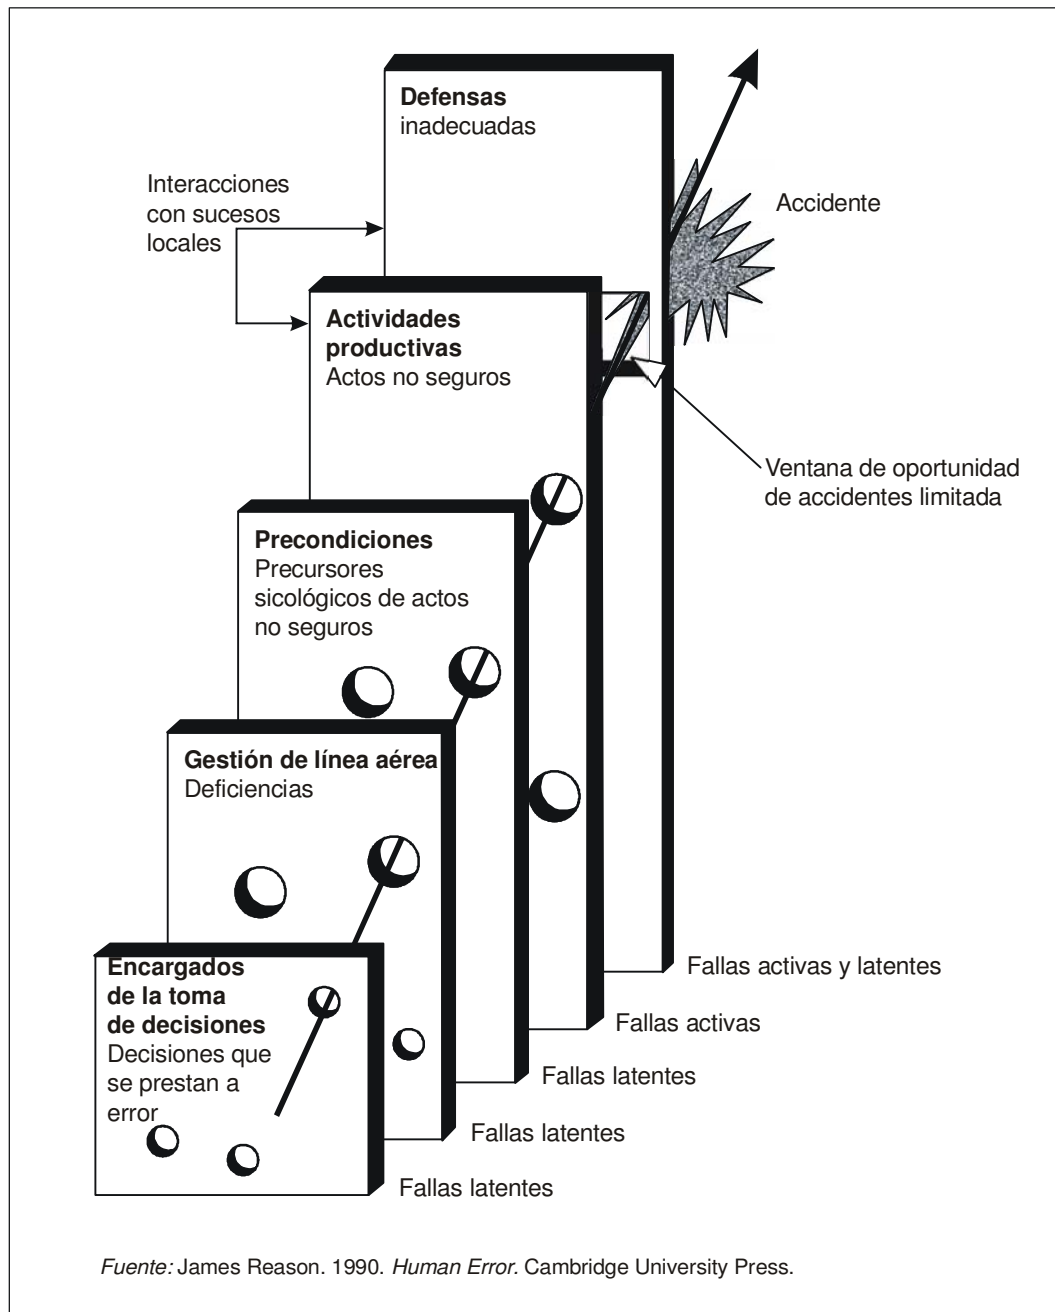 Defensas
inadecuadas
Interacciones
con sucesos
locales
Accidente
Actividades
productivas
Actos no seguros
Ventana de oportunidad
de accidentes limitada
Precondiciones
Precursores
sicológicos de actos
no seguros
Gestión de línea aérea
Deficiencias
Encargados
de la toma
de decisiones
Decisiones que
se prestan a
error
Fallas activas y latentes
Fallas activas
Fallas latentes
Fallas latentes
Fallas latentes
Fuente: James Reason. 1990. Human Error. Cambridge University Press.